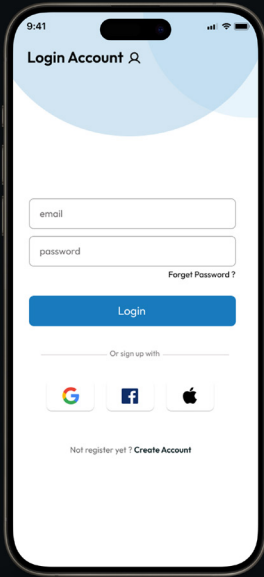 9:41
Login Account
email
password
Forget Password ?
Login
Or sign up with
Not register yet ? Create Account